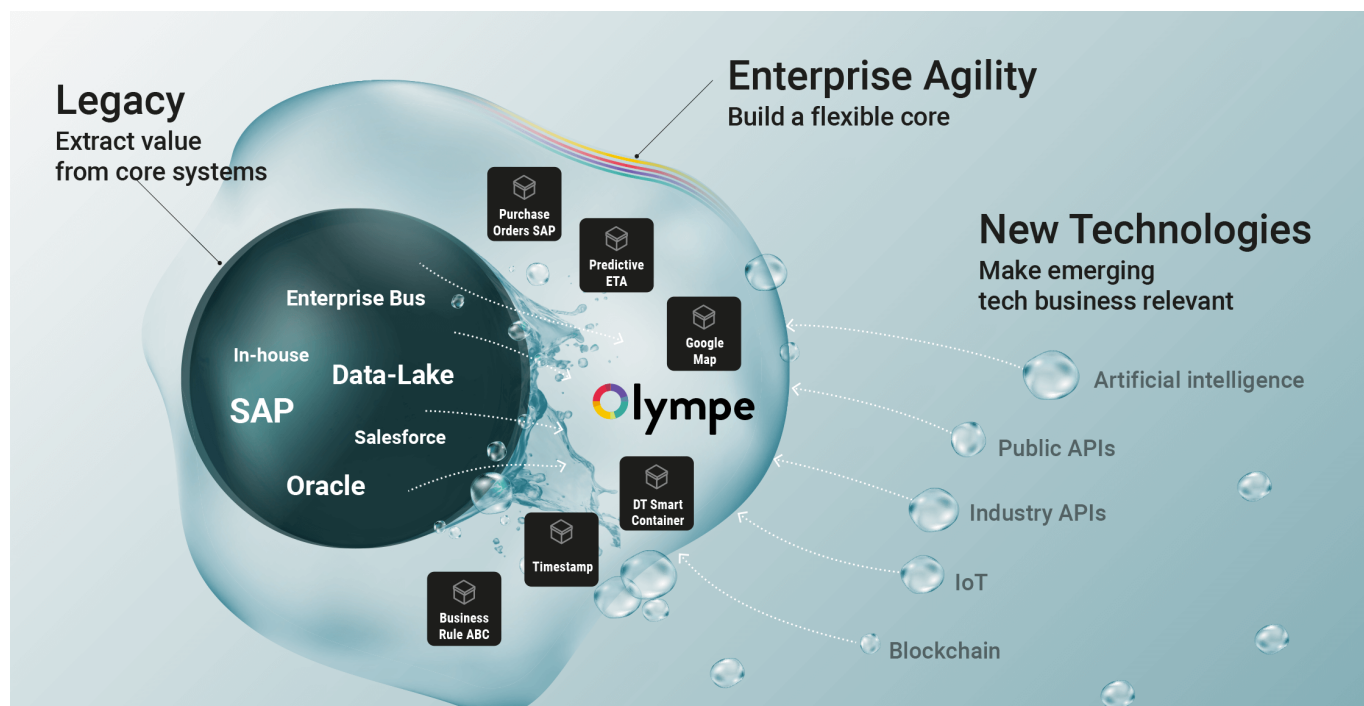 Legacy
Extract value
from core systems
Enterprise Agility
Build a flexible core
New Technologies
Make emerging
tech business relevant
Enterprise Bus
In-house
Data-Lake
SAP
Salesforce
Oracle
Purchase
Orders SAP
Predictive
ETA
Google
Map
Olympe
DT Smart
Container
Timestamp
Business
Rule ABC
Artificial intelligence
Public APIs
Industry APIs
IoT
Blockchain